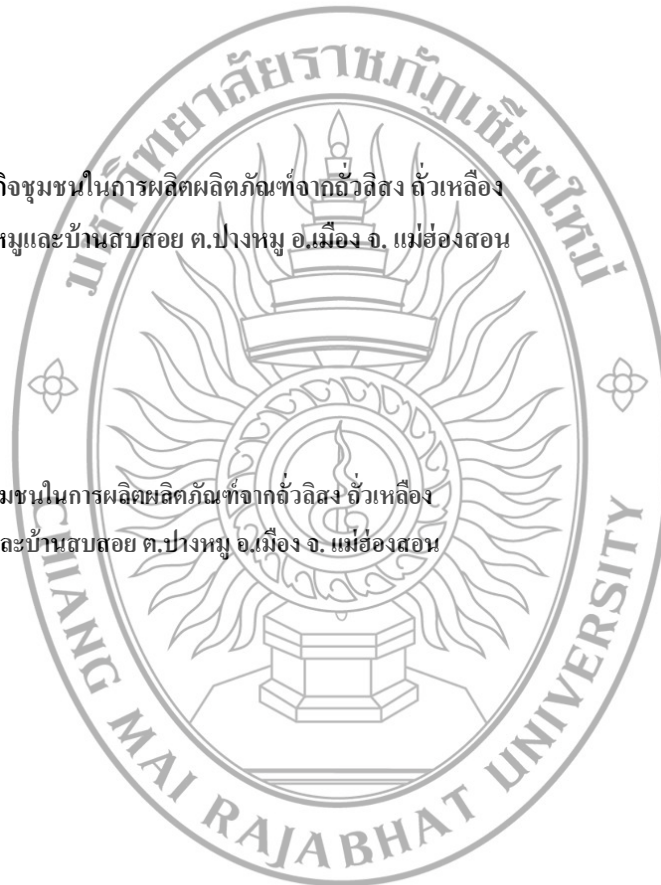 มหาวิทยาลัยราชภัฏเชียงใหม่
กิจชุมชนในการผลิตผลิตภัณฑ์จากถั่วลิสง ถั่วเหลือง
หมูและบ้านสบสอย ต.ปางหมู อ.เมือง จ. แม่ฮ่องสอน
มชนในการผลิตผลิตภัณฑ์จากถั่วลิสง ถั่วเหลือง
ละบ้านสบสอย ต.ปางหมู อ.เมือง จ. แม่ฮ่องสอน
CHIANG MAI RAJABHAT UNIVERSITY